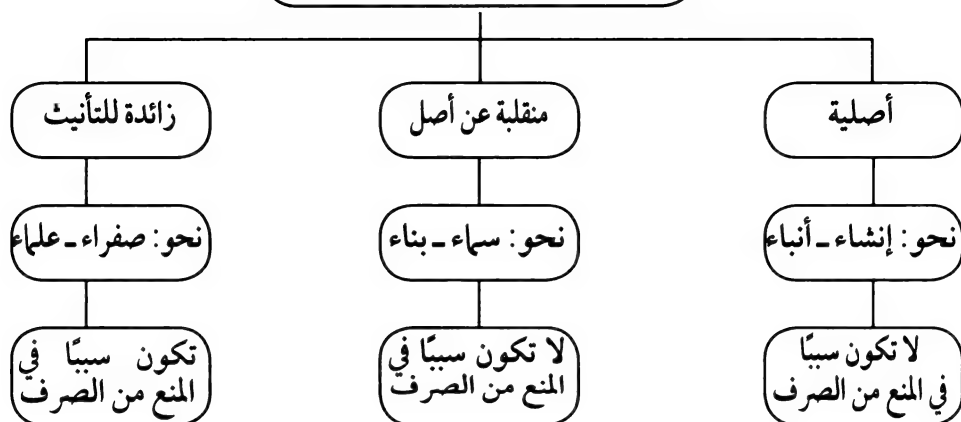 أصلية
منقلبة عن أصل
زائدة للتأنيث
نحو: إنشاء ـ أنباء
نحو: سماء ـ بناء
نحو: صفراء ـ علماء
لا تكون سببًا
في المنع من الصرف
لا تكون سببًا في
المنع من الصرف
تكون سببًا في
المنع من الصرف